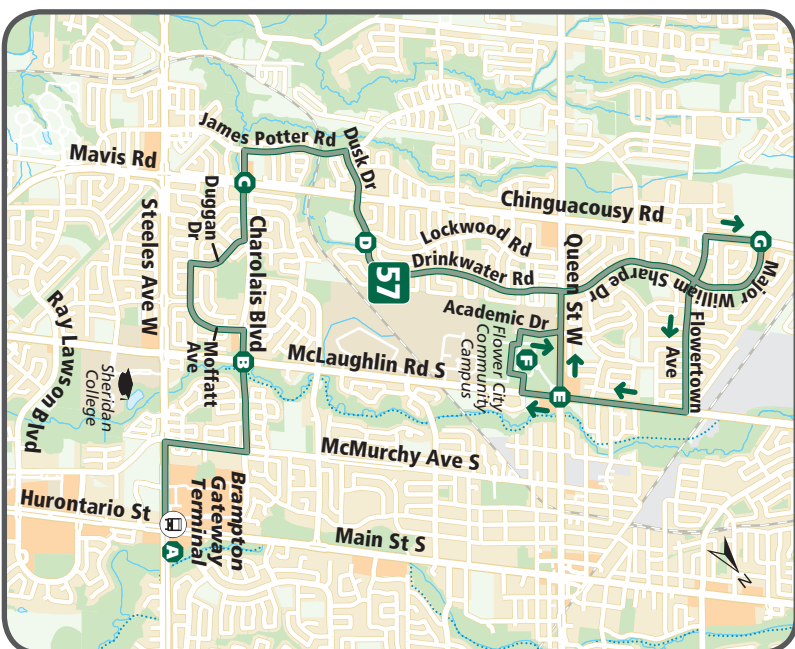 James Potter Rd
Dusk Dr
Mavis Rd
C
Chinguacousy Rd
G
Duggan
Dr
Steeles Ave W
Charolais Blvd
D
Lockwood Rd
Drinkwater Rd
57
Queen St W
Major William Sharpe Dr
Academic Dr
Flowertown
Ave
Flower City
Community
Campus
F
E
McLaughlin Rd S
B
Moffatt
Ave
Ray Lawson Blvd
Sheridan
College
McMurchy Ave S
Brampton
Gateway
Terminal
Hurontario St
A
Main St S
N